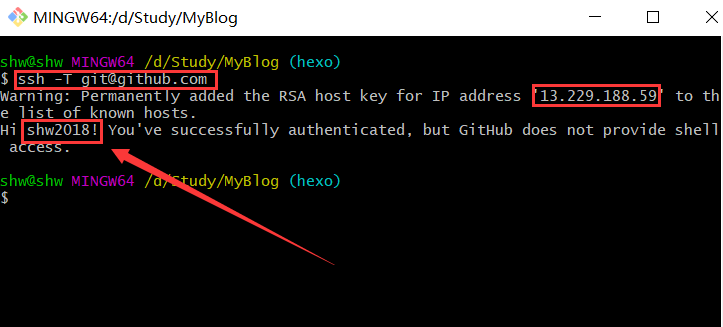 MINGW64:/d/Study/MyBlog
shw@shw MINGW64 /d/Study/MyBlog (hexo)
$ ssh -T git@github.com
Warning: Permanently added the RSA host key for IP address '13.229.188.59' to th
e list of known hosts.
Hi shw2018! You've successfully authenticated, but GitHub does not provide shell
 access.
shw@shw MINGW64 /d/Study/MyBlog (hexo)
$